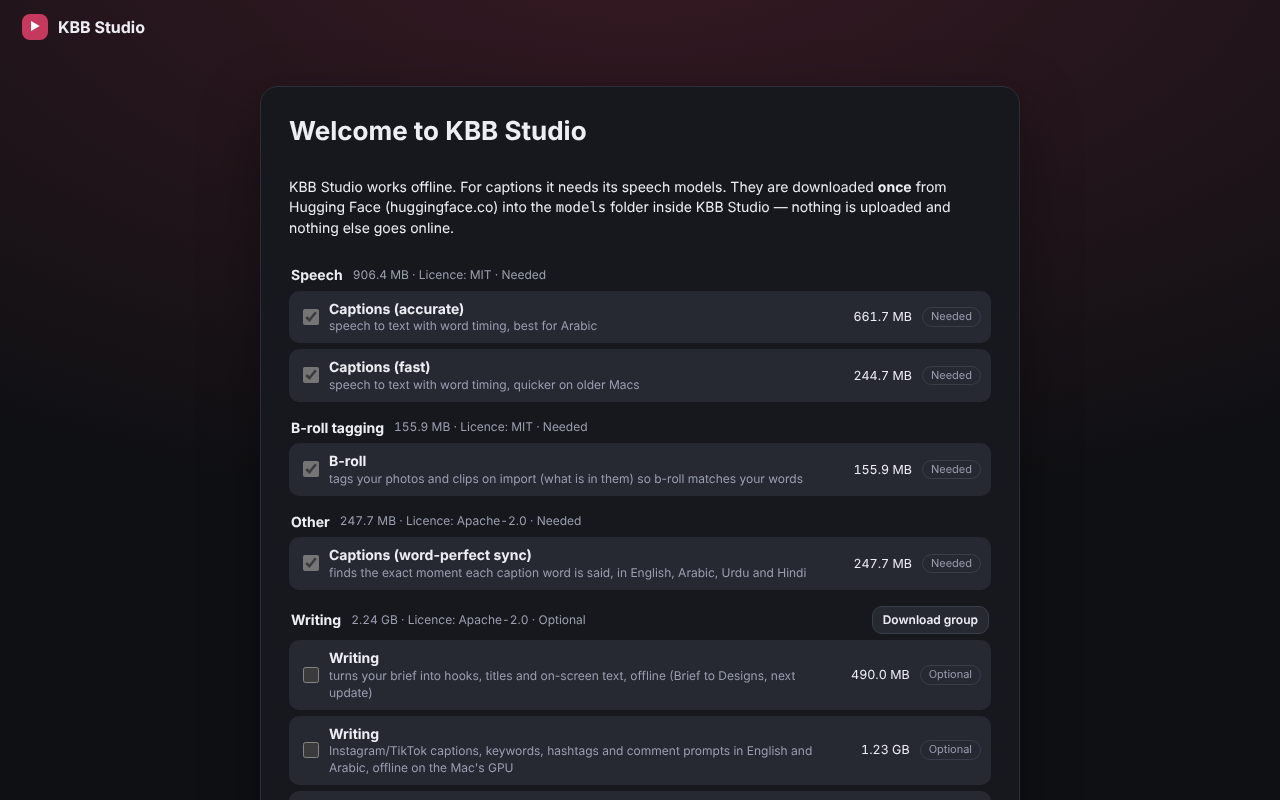 KBB Studio
Welcome to KBB Studio
KBB Studio works offline. For captions it needs its speech models. They are downloaded once from
Hugging Face (huggingface.co) into the models folder inside KBB Studio — nothing is uploaded and
nothing else goes online.
Speech 906.4 MB · Licence: MIT · Needed
Captions (accurate)
speech to text with word timing, best for Arabic
661.7 MB Needed
Captions (fast)
speech to text with word timing, quicker on older Macs
244.7 MB Needed
B-roll tagging 155.9 MB · Licence: MIT · Needed
B-roll
tags your photos and clips on import (what is in them) so b-roll matches your words
155.9 MB Needed
Other 247.7 MB · Licence: Apache-2.0 · Needed
Captions (word-perfect sync)
finds the exact moment each caption word is said, in English, Arabic, Urdu and Hindi
247.7 MB Needed
Writing 2.24 GB · Licence: Apache-2.0 · Optional Download group
Writing
turns your brief into hooks, titles and on-screen text, offline (Brief to Designs, next
update)
490.0 MB Optional
Writing
Instagram/TikTok captions, keywords, hashtags and comment prompts in English and
Arabic, offline on the Mac's GPU
1.23 GB Optional